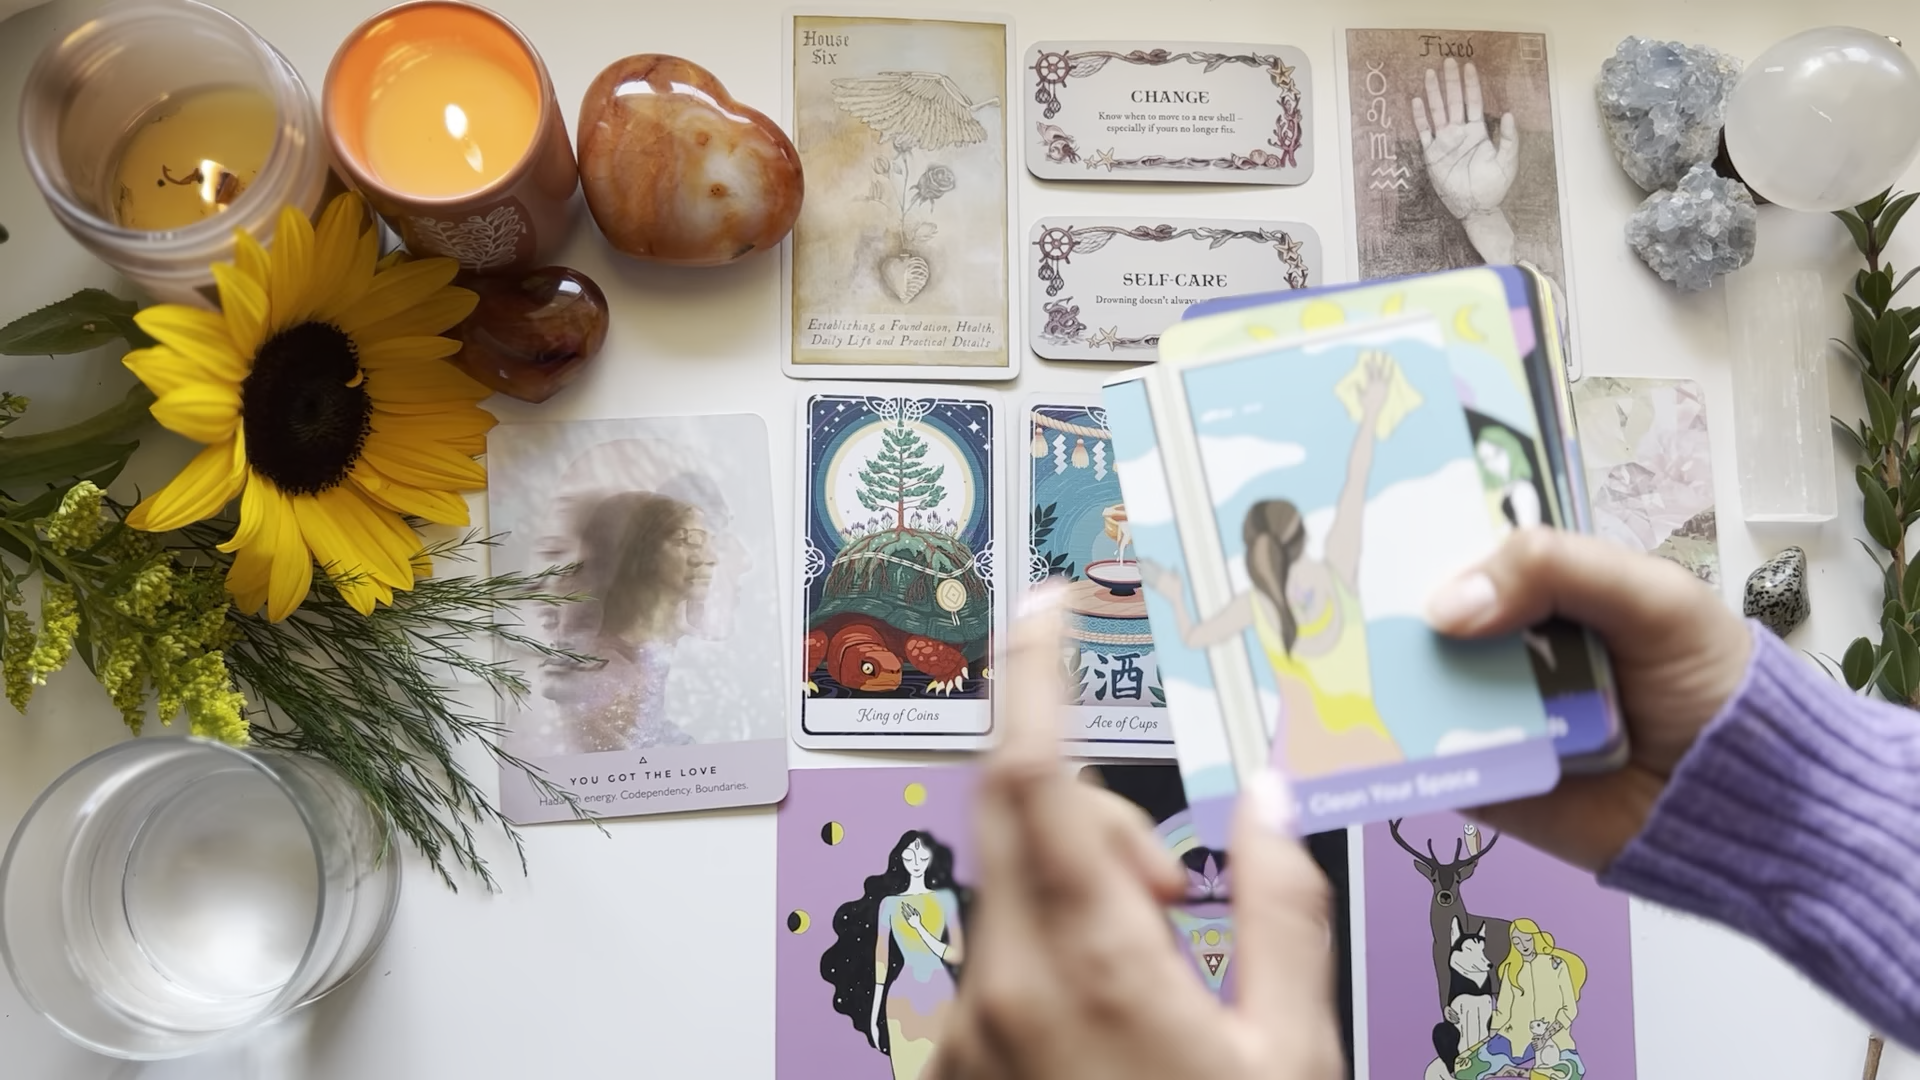 House
Six
Establishing a Foundation, Health,
Daily Life and Practical Details
CHANGE
Know when to move to a new shell –
especially if yours no longer fits.
SELF-CARE
Drowning doesn't always
Fixed
YOU GOT THE LOVE
energy. Codependency. Boundaries.
King of Coins
酒
Ace of Cups
Clean Your Space